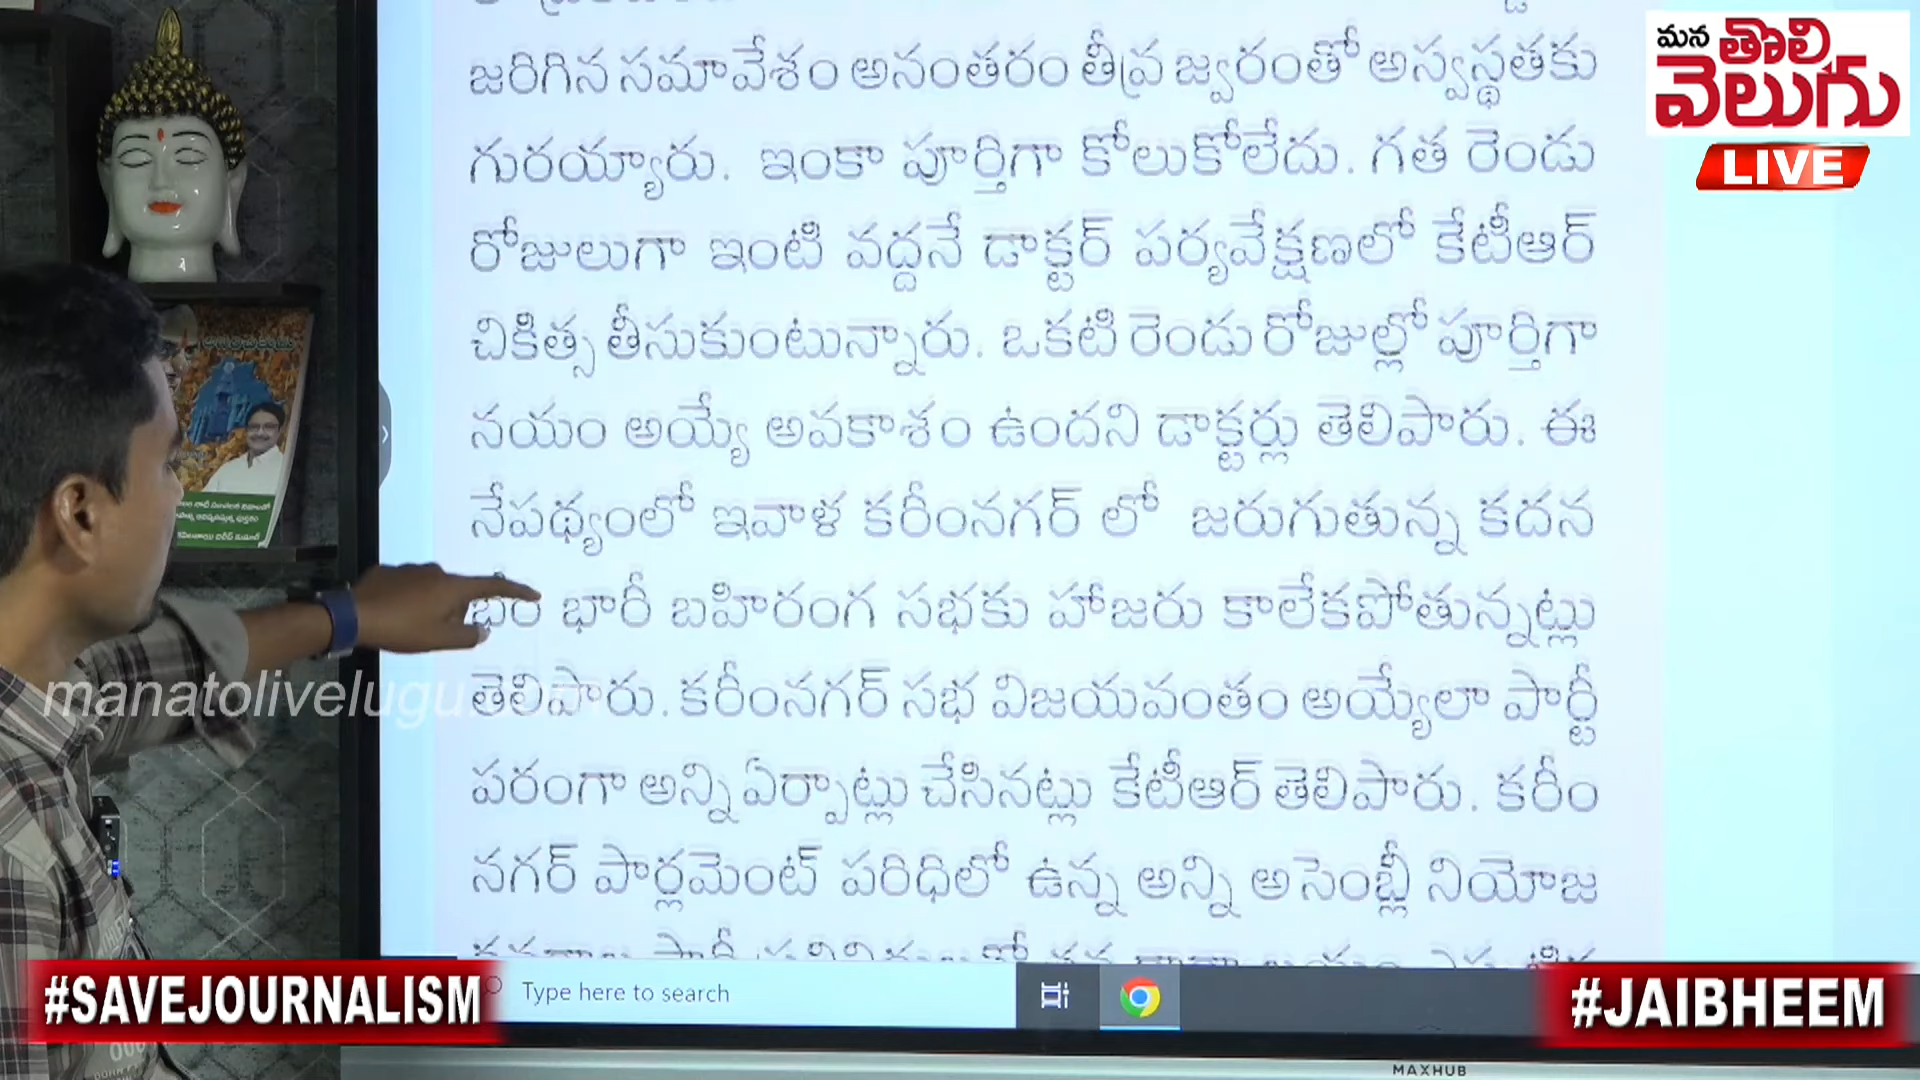 జరిగిన సమావేశం అనంతరం తీవ్ర జ్వరంతో అస్వస్థతకు
గురయ్యారు. ఇంకా పూర్తిగా కోలుకోలేదు. గత రెండు
రోజులుగా ఇంటి వద్దనే డాక్టర్ పర్యవేక్షణలో కేటీఆర్
చికిత్స తీసుకుంటున్నారు. ఒకటి రెండు రోజుల్లో పూర్తిగా
నయం అయ్యే అవకాశం ఉందని డాక్టర్లు తెలిపారు. ఈ
నేపథ్యంలో ఇవాళ కరీంనగర్ లో జరుగుతున్న కదన
భేరి భారీ బహిరంగ సభకు హాజరు కాలేకపోతున్నట్లు
తెలిపారు. కరీంనగర్ సభ విజయవంతం అయ్యేలా పార్టీ
పరంగా అన్ని ఏర్పాట్లు చేసినట్లు కేటీఆర్ తెలిపారు. కరీం
నగర్ పార్లమెంట్ పరిధిలో ఉన్న అన్ని అసెంబ్లీ నియోజ
మన తొలి
వెలుగు
LIVE
manatolivelugu
#SAVEJOURNALISM
Type here to search
#JAIBHEEM
MAXHUB